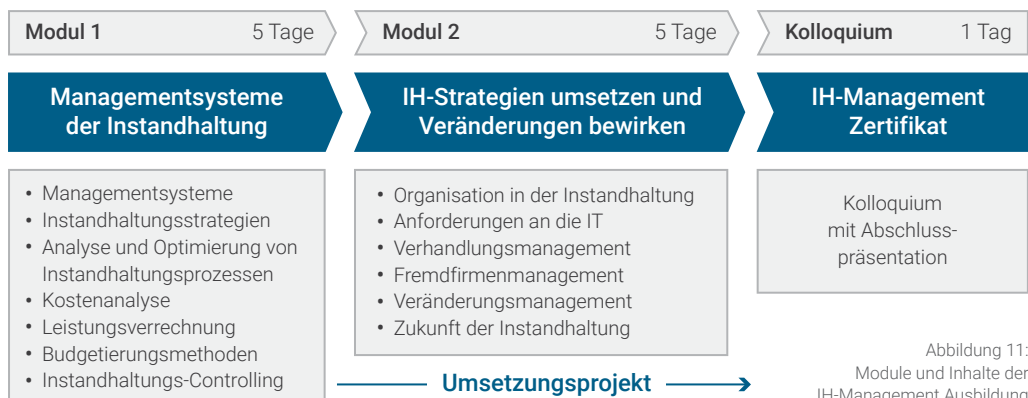 Modul 1 5 Tage
Managementsysteme
der Instandhaltung
• Managementsysteme
• Instandhaltungsstrategien
• Analyse und Optimierung von
Instandhaltungsprozessen
• Kostenanalyse
• Leistungsverrechnung
• Budgetierungsmethoden
• Instandhaltungs-Controlling
Modul 2 5 Tage
IH-Strategien umsetzen und
Veränderungen bewirken
• Organisation in der Instandhaltung
• Anforderungen an die IT
• Verhandlungsmanagement
• Fremdfirmenmanagement
• Veränderungsmanagement
• Zukunft der Instandhaltung
Umsetzungsprojekt
Kolloquium 1 Tag
IH-Management
Zertifikat
Kolloquium
mit Abschluss-
präsentation
Abbildung 11:
Module und Inhalte der
IH-Management Ausbildung